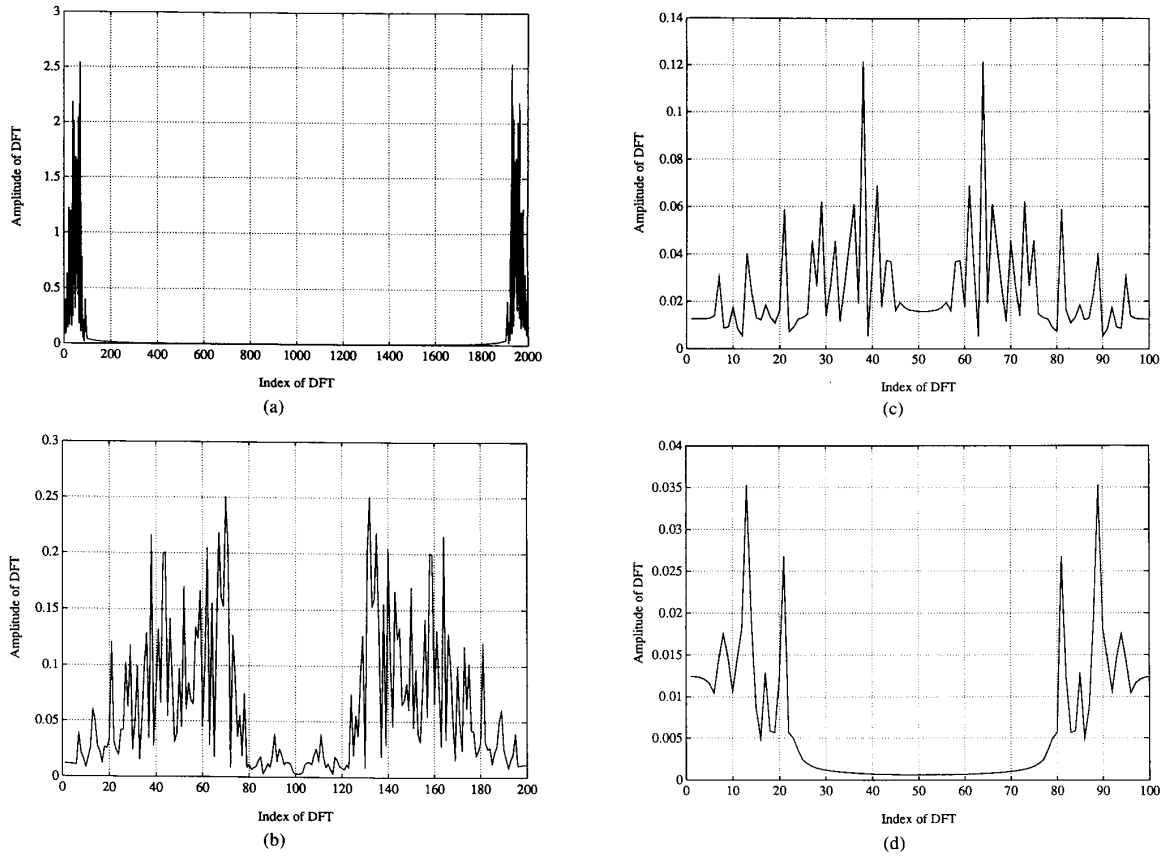 3
2.5
2
1.5
1
0.5
0
0 200 400 600 800 1000 1200 1400 1600 1800 2000
Amplitude of DFT
Index of DFT
(a)
0.14
0.12
0.1
0.08
0.06
0.04
0.02
0
0 10 20 30 40 50 60 70 80 90 100
Amplitude of DFT
Index of DFT
(c)
0.3
0.25
0.2
0.15
0.1
0.05
0
0 20 40 60 80 100 120 140 160 180 200
Amplitude of DFT
Index of DFT
(b)
0.04
0.035
0.03
0.025
0.02
0.015
0.01
0.005
0
0 10 20 30 40 50 60 70 80 90 100
Amplitude of DFT
Index of DFT
(d)